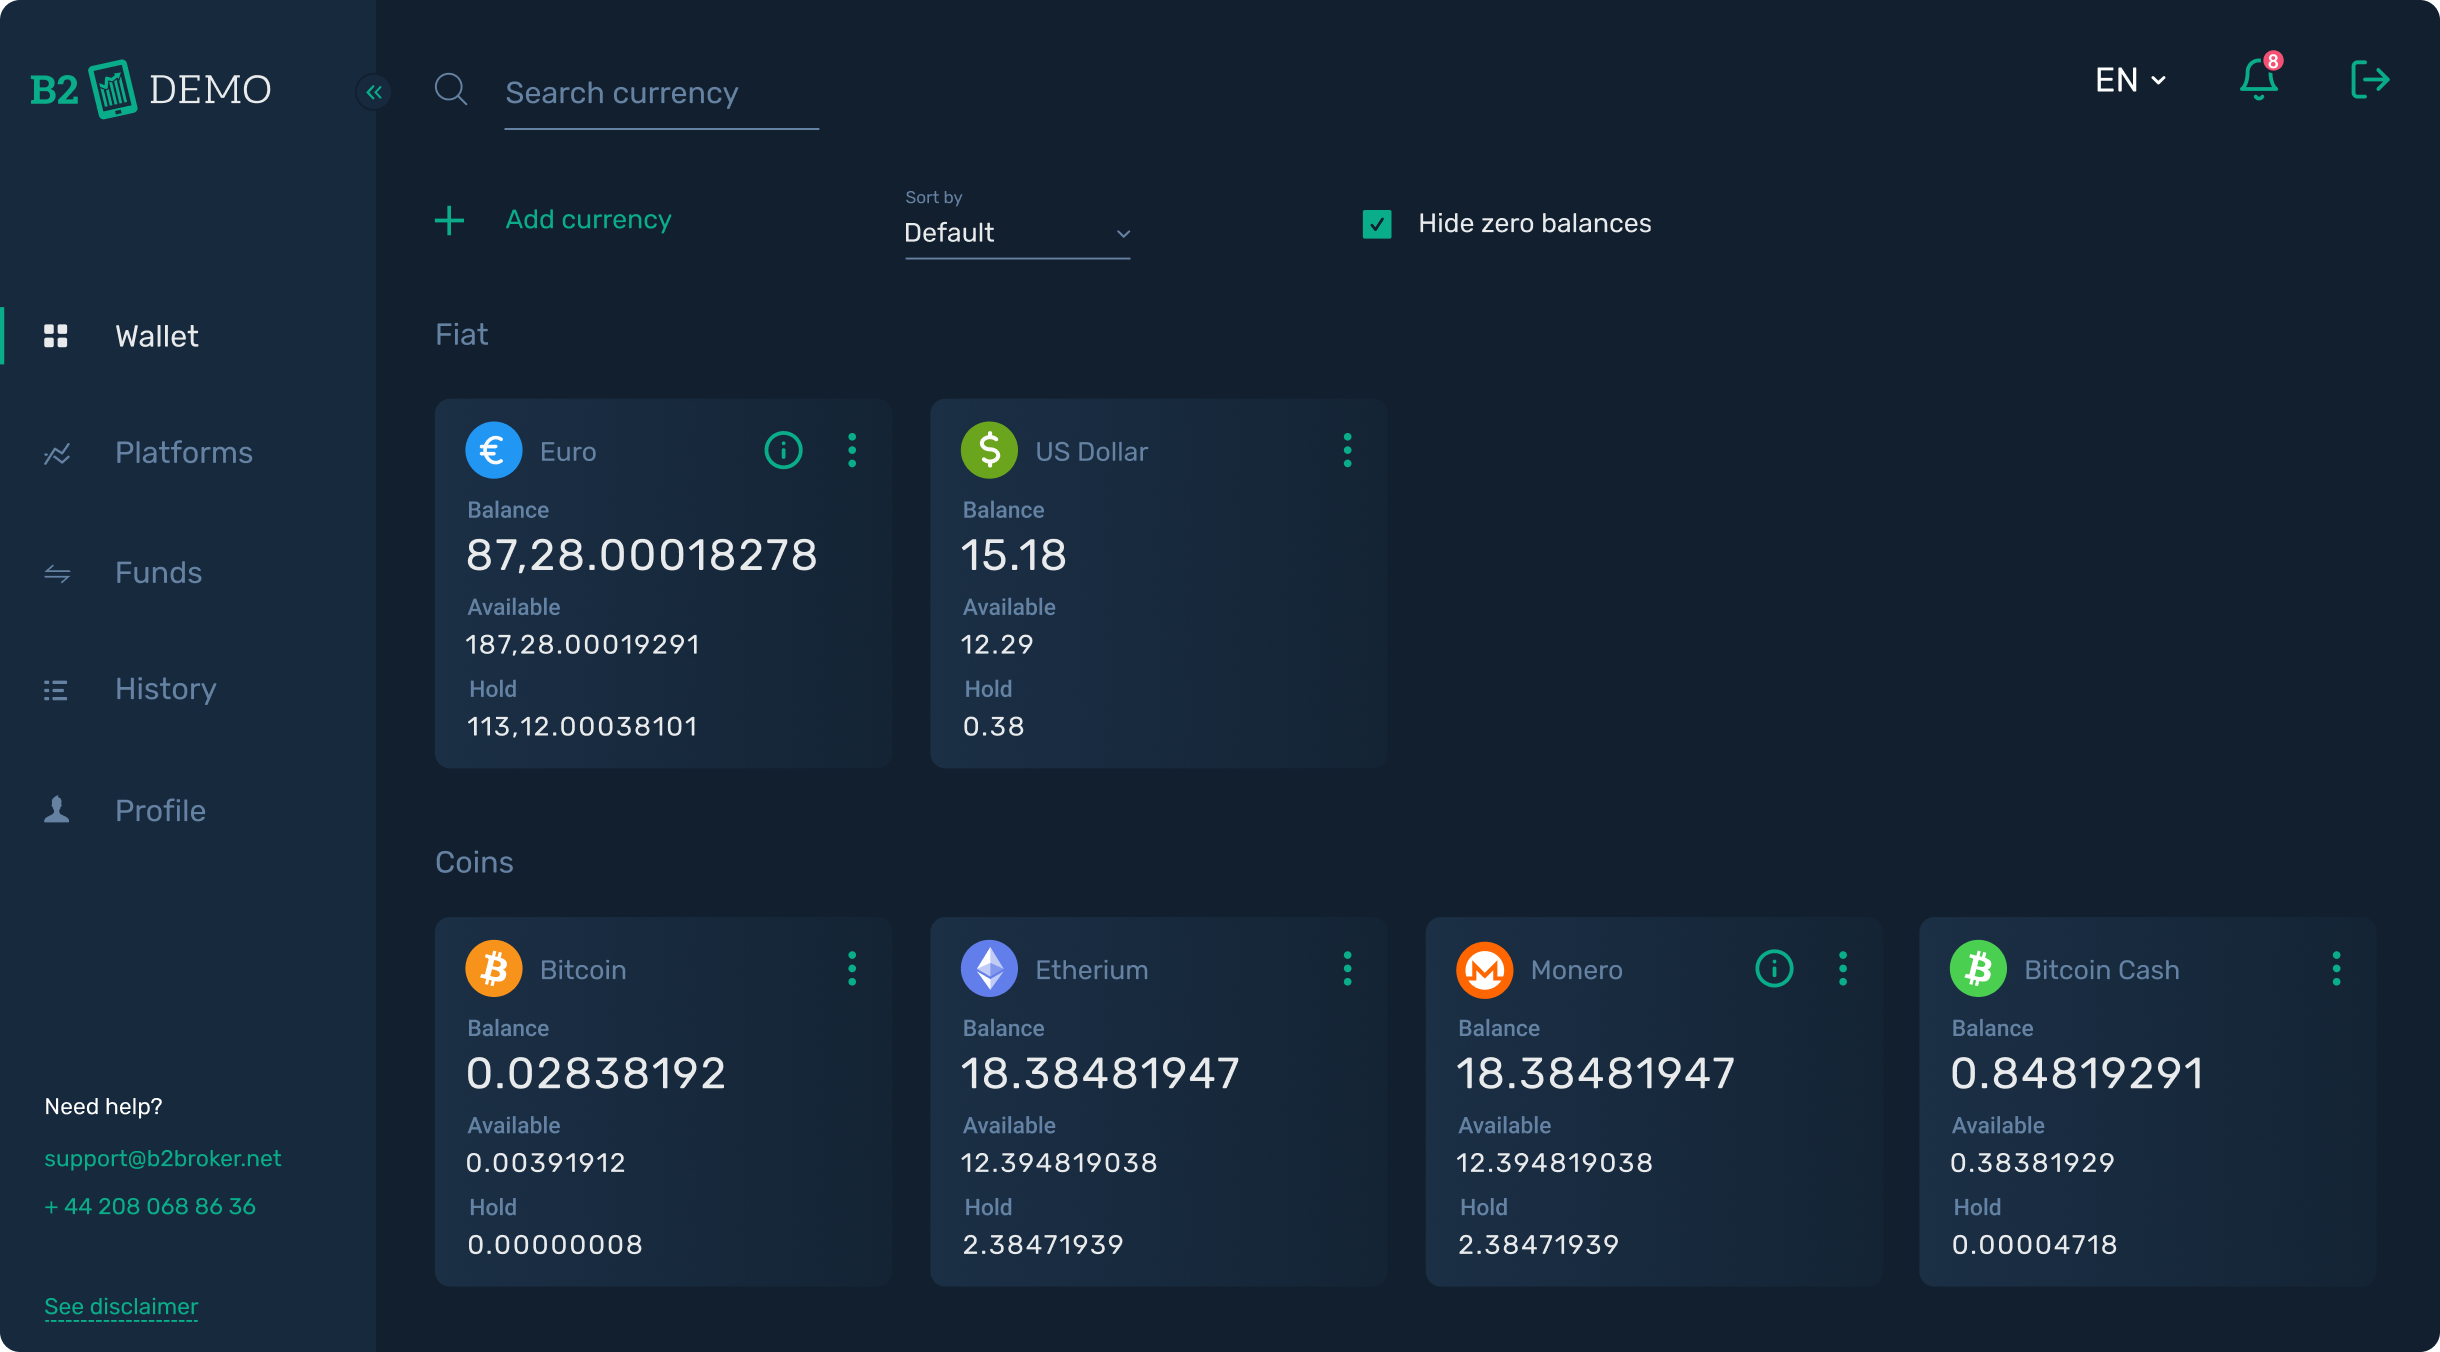 B2 DEMO
Search currency
EN
8
Add currency
Sort by
Default
Hide zero balances
Wallet
Platforms
Funds
History
Profile
Need help?
support@b2broker.net
+ 44 208 068 86 36
See disclaimer
Fiat
€ Euro
Balance
87,28.00018278
Available
187,28.00019291
Hold
113,12.00038101
$ US Dollar
Balance
15.18
Available
12.29
Hold
0.38
Coins
Bitcoin
Balance
0.02838192
Available
0.00391912
Hold
0.00000008
Etherium
Balance
18.38481947
Available
12.394819038
Hold
2.38471939
Monero
Balance
18.38481947
Available
12.394819038
Hold
2.38471939
Bitcoin Cash
Balance
0.84819291
Available
0.38381929
Hold
0.00004718